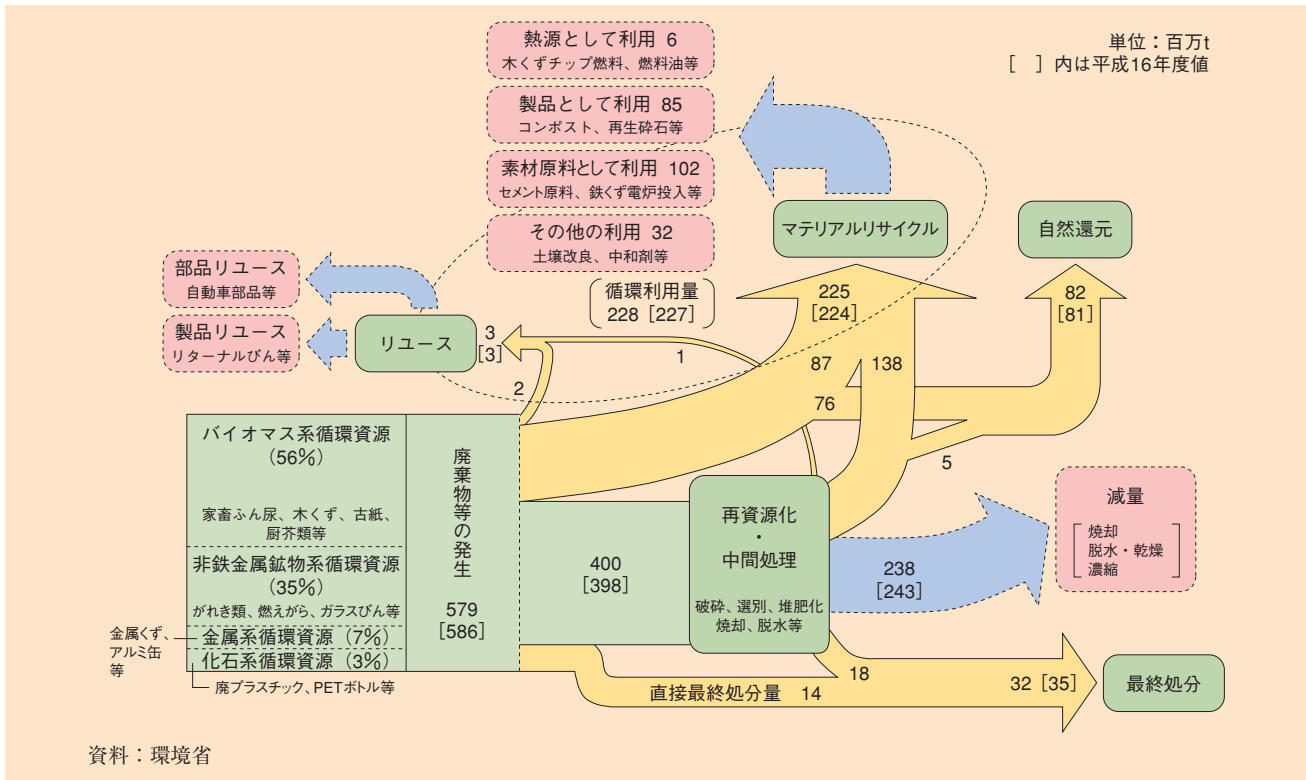 単位：百万t
［　］内は平成16年度値
熱源として利用 6
木くずチップ燃料、燃料油等
製品として利用 85
コンポスト、再生砕石等
素材原料として利用 102
セメント原料、鉄くず電炉投入等
その他の利用 32
土壌改良、中和剤等
マテリアルリサイクル
自然還元
部品リユース
自動車部品等
製品リユース
リターナルびん等
リユース
循環利用量
228［227］
3
［3］
2
1
225
［224］
82
［81］
87
138
76
5
バイオマス系循環資源
（56％）
家畜ふん尿、木くず、古紙、
厨芥類等
非鉄金属鉱物系循環資源
（35％）
がれき類、燃えがら、ガラスびん等
金属系循環資源（7％）
化石系循環資源（3％）
金属くず、
アルミ缶
等
廃プラスチック、PETボトル等
廃棄物等の発生
579
［586］
400
［398］
再資源化
・
中間処理
破砕、選別、堆肥化
焼却、脱水等
238
［243］
減量
焼却
脱水・乾燥
濃縮
直接最終処分量 14
18
32［35］
最終処分
資料：環境省